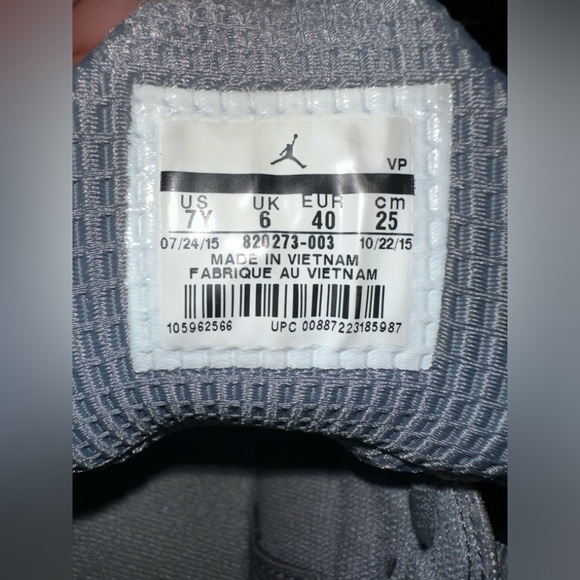 VP
US UK EUR cm
7Y 6 40 25
07/24/15 820273-003 10/22/15
MADE IN VIETNAM
FABRIQUE AU VIETNAM
105962566 UPC 00887223185987